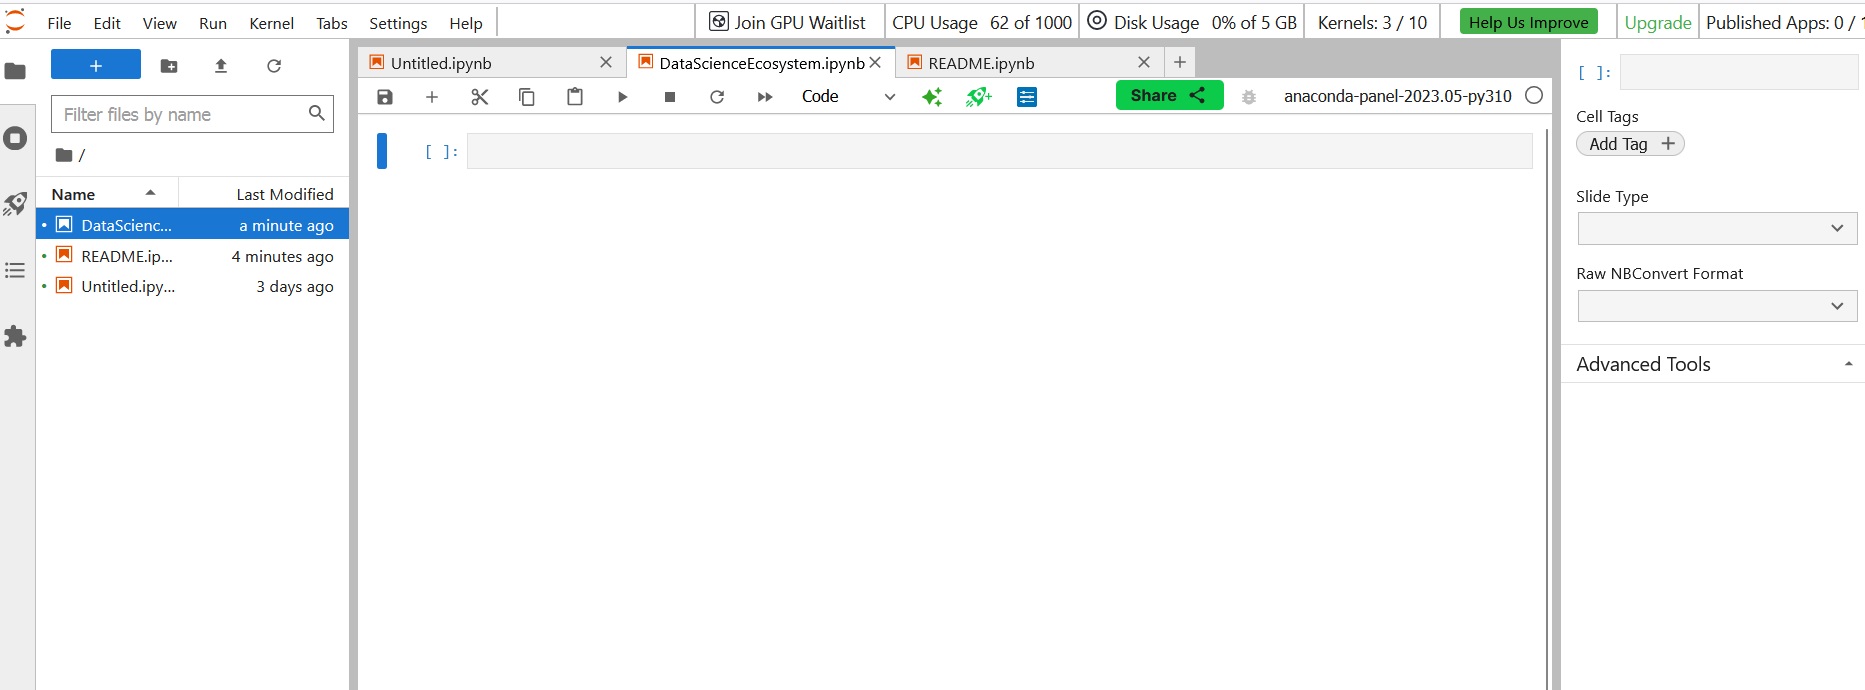 File Edit View Run Kernel Tabs Settings Help Join GPU Waitlist CPU Usage 62 of 1000 Disk Usage 0% of 5 GB Kernels: 3 / 10 Help Us Improve Upgrade Published Apps: 0 / 1
+
Filter files by name
/
Name Last Modified
DataScienc... a minute ago
README.ip... 4 minutes ago
Untitled.ipy... 3 days ago
Untitled.ipynb DataScienceEcosystem.ipynb README.ipynb
Code Share anaconda-panel-2023.05-py310
[ ]:
[ ]:
Cell Tags
Add Tag +
Slide Type
Raw NBConvert Format
Advanced Tools